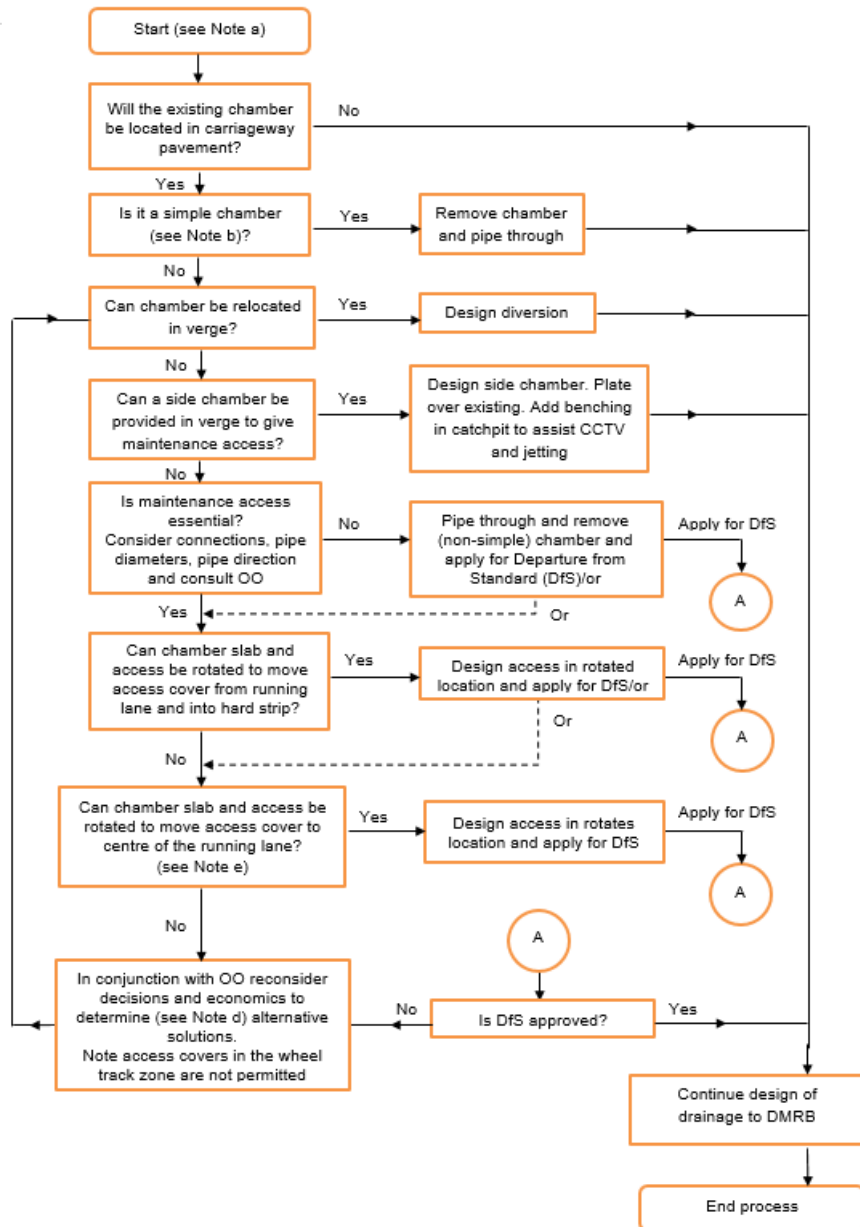 Start (see Note a)
Will the existing chamber
be located in carriageway
pavement?
No
Yes
Is it a simple chamber
(see Note b)?
Yes
Remove chamber
and pipe through
No
Can chamber be relocated
in verge?
Yes
Design diversion
No
Can a side chamber be
provided in verge to give
maintenance access?
Yes
Design side chamber. Plate
over existing. Add benching
in catchpit to assist CCTV
and jetting
No
Is maintenance access
essential?
Consider connections, pipe
diameters, pipe direction
and consult OO
No
Pipe through and remove
(non-simple) chamber and
apply for Departure from
Standard (DfS)/or
Apply for DfS
A
Yes
Or
Can chamber slab and
access be rotated to move
access cover from running
lane and into hard strip?
Yes
Design access in rotated
location and apply for DfS/or
Apply for DfS
A
Or
No
Can chamber slab and access be
rotated to move access cover to
centre of the running lane?
(see Note e)
Yes
Design access in rotates
location and apply for DfS
Apply for DfS
A
No
A
In conjunction with OO reconsider
decisions and economics to
determine (see Note d) alternative
solutions.
Note access covers in the wheel
track zone are not permitted
No
Is DfS approved?
Yes
Continue design of
drainage to DMRB
End process